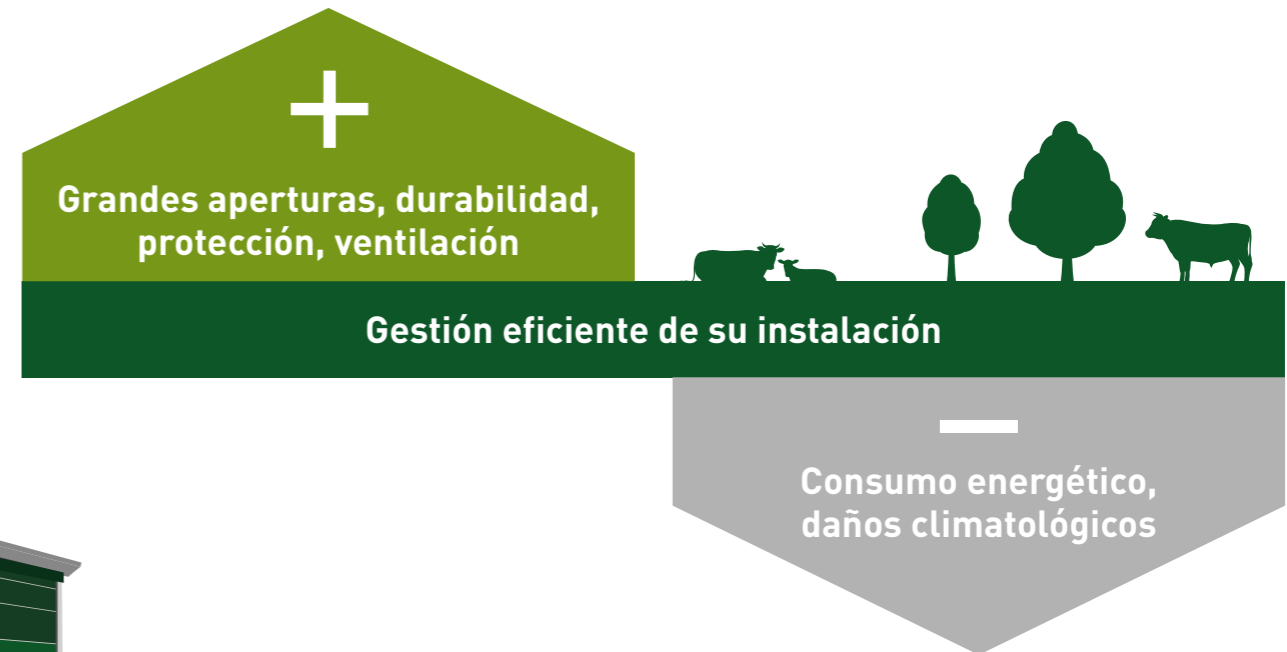 +
Grandes aperturas, durabilidad,
protección, ventilación
Gestión eficiente de su instalación
—
Consumo energético,
daños climatológicos